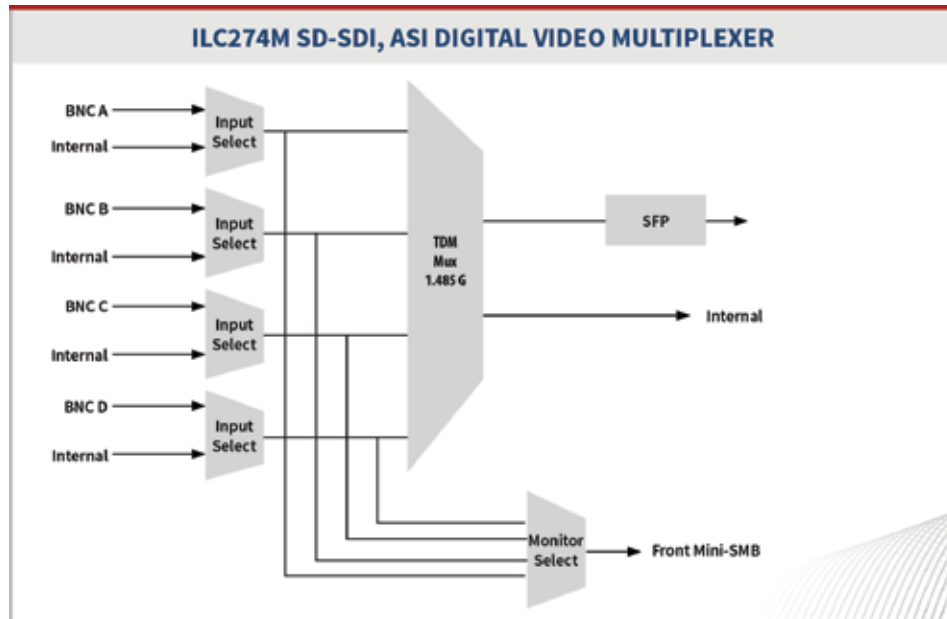 ILC274M SD-SDI, ASI DIGITAL VIDEO MULTIPLEXER
BNC A
Internal
Input
Select
BNC B
Internal
Input
Select
BNC C
Internal
Input
Select
BNC D
Internal
Input
Select
TDM
Mux
1.485 G
SFP
Internal
Monitor
Select
Front Mini-SMB